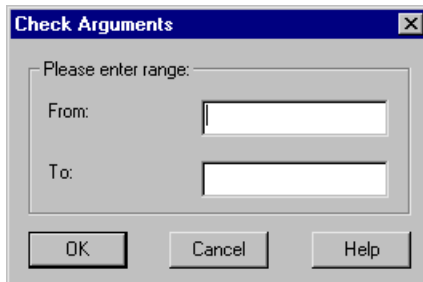 Check Arguments
Please enter range:
From:
To:
OK Cancel Help